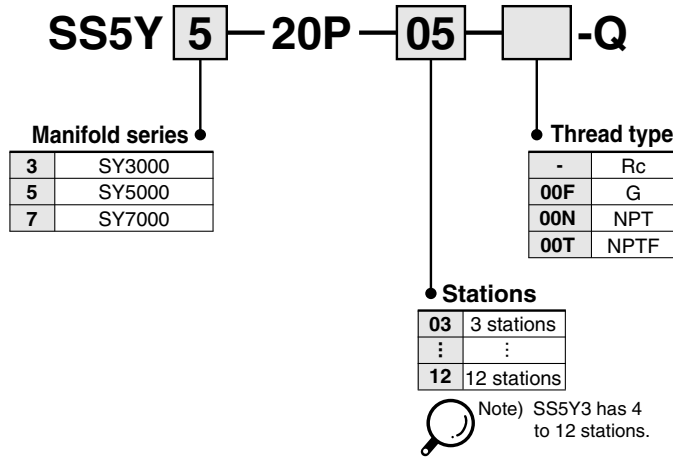 SS5Y 5 — 20P — 05 — -Q
Manifold series
3 SY3000
5 SY5000
7 SY7000
Thread type
- Rc
00F G
00N NPT
00T NPTF
Stations
03 3 stations
⋮ ⋮
12 12 stations
Note) SS5Y3 has 4
to 12 stations.